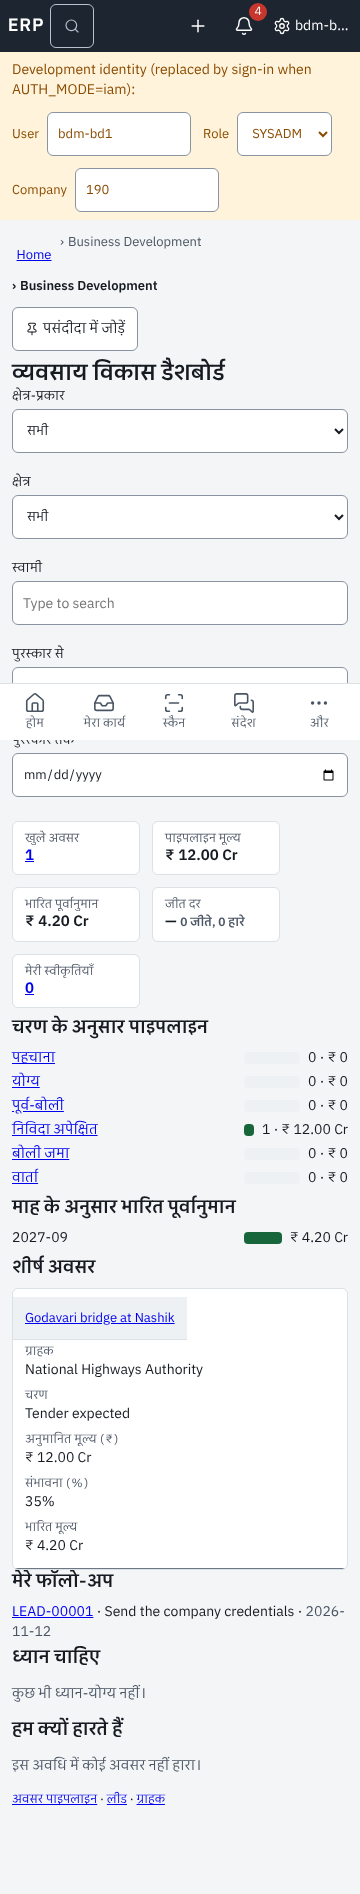 ERP
4
bdm-b...
Development identity (replaced by sign-in when
AUTH_MODE=iam):
User bdm-bd1 Role SYSADM
Company 190
Home › Business Development
› Business Development
पसंदीदा में जोड़ें
व्यवसाय विकास डैशबोर्ड
क्षेत्र-प्रकार
सभी
क्षेत्र
सभी
स्वामी
Type to search
पुरस्कार से
होम मेरा कार्य स्कैन संदेश और
पुरस्कार तक
mm/dd/yyyy
खुले अवसर
1
पाइपलाइन मूल्य
₹ 12.00 Cr
भारित पूर्वानुमान
₹ 4.20 Cr
जीत दर
— 0 जीते, 0 हारे
मेरी स्वीकृतियाँ
0
चरण के अनुसार पाइपलाइन
पहचाना 0 · ₹ 0
योग्य 0 · ₹ 0
पूर्व-बोली 0 · ₹ 0
निविदा अपेक्षित 1 · ₹ 12.00 Cr
बोली जमा 0 · ₹ 0
वार्ता 0 · ₹ 0
माह के अनुसार भारित पूर्वानुमान
2027-09 ₹ 4.20 Cr
शीर्ष अवसर
Godavari bridge at Nashik
ग्राहक
National Highways Authority
चरण
Tender expected
अनुमानित मूल्य (₹)
₹ 12.00 Cr
संभावना (%)
35%
भारित मूल्य
₹ 4.20 Cr
मेरे फॉलो-अप
LEAD-00001 · Send the company credentials · 2026-
11-12
ध्यान चाहिए
कुछ भी ध्यान-योग्य नहीं।
हम क्यों हारते हैं
इस अवधि में कोई अवसर नहीं हारा।
अवसर पाइपलाइन · लीड · ग्राहक